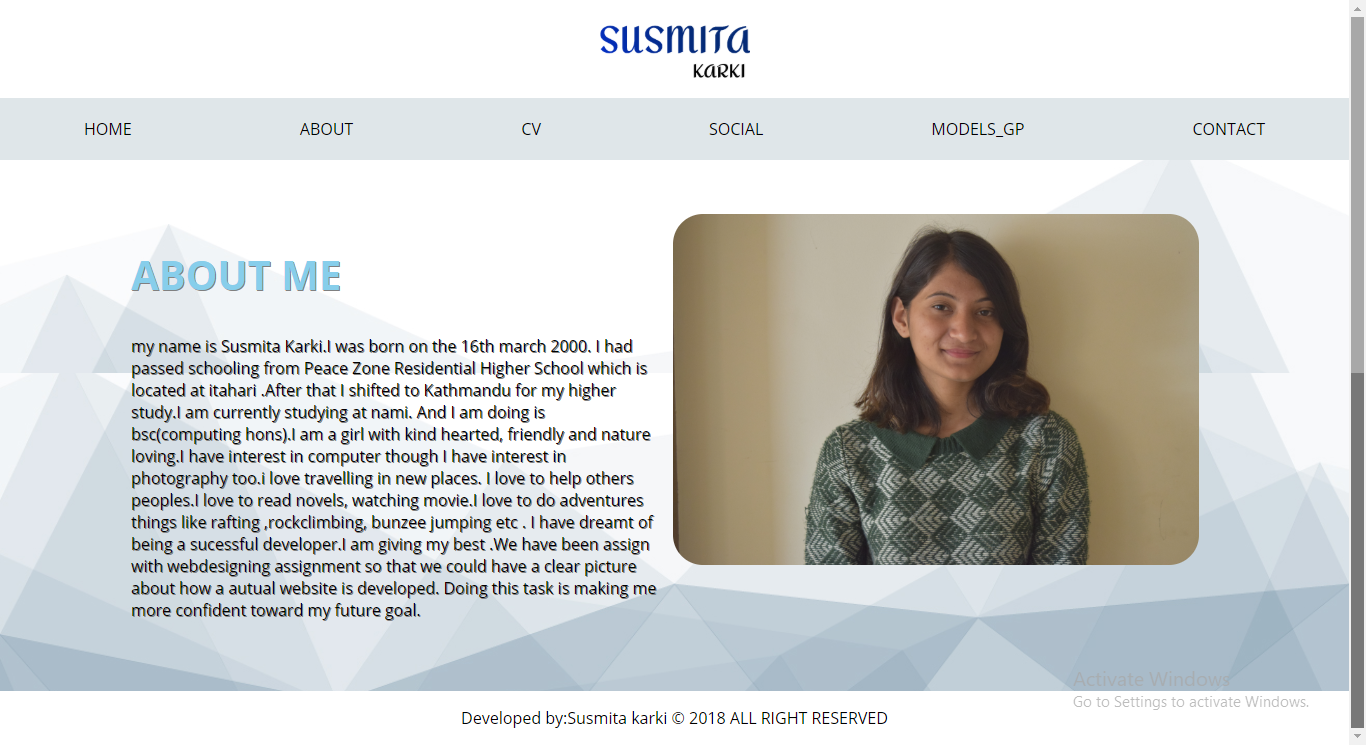 SUSMITA
KARKI
HOME ABOUT CV SOCIAL MODELS_GP CONTACT
ABOUT ME
my name is Susmita Karki.I was born on the 16th march 2000. I had
passed schooling from Peace Zone Residential Higher School which is
located at itahari .After that I shifted to Kathmandu for my higher
study.I am currently studying at nami. And I am doing is
bsc(computing hons).I am a girl with kind hearted, friendly and nature
loving.I have interest in computer though I have interest in
photography too.i love travelling in new places. I love to help others
peoples.I love to read novels, watching movie.I love to do adventures
things like rafting ,rockclimbing, bunzee jumping etc . I have dreamt of
being a sucessful developer.I am giving my best .We have been assign
with webdesigning assignment so that we could have a clear picture
about how a autual website is developed. Doing this task is making me
more confident toward my future goal.
Activate Windows
Go to Settings to activate Windows.
Developed by:Susmita karki © 2018 ALL RIGHT RESERVED